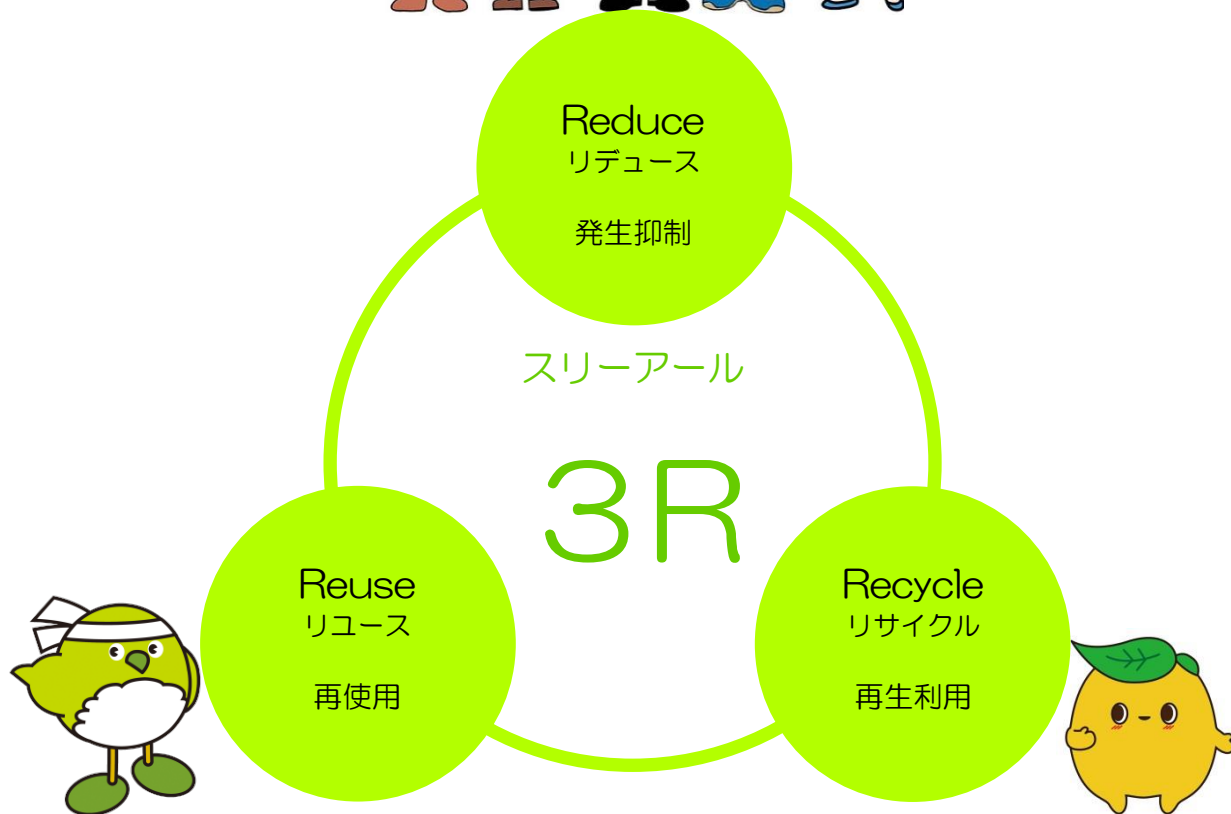 Reduce
リデュース
発生抑制
スリーアール
3R
Reuse
リユース
再使用
Recycle
リサイクル
再生利用